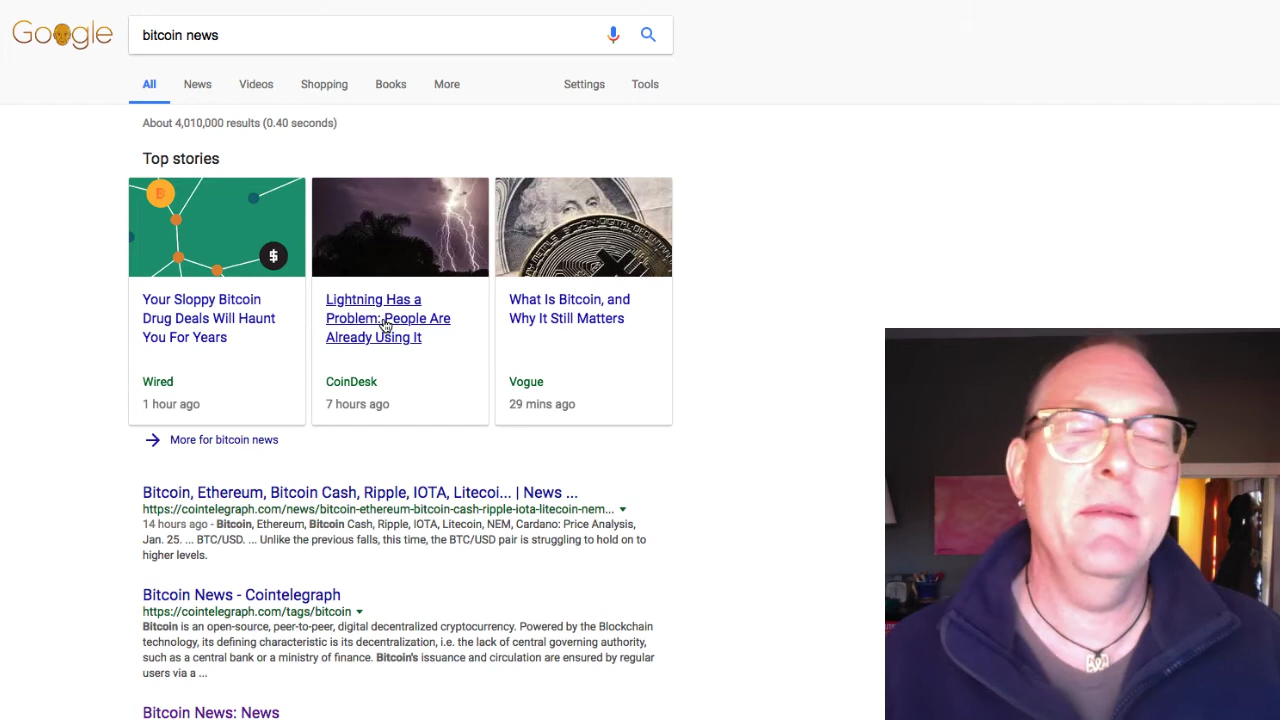 Google
bitcoin news
All News Videos Shopping Books More Settings Tools
About 4,010,000 results (0.40 seconds)
Top stories
Your Sloppy Bitcoin
Drug Deals Will Haunt
You For Years
Wired
1 hour ago
Lightning Has a
Problem: People Are
Already Using It
CoinDesk
7 hours ago
What Is Bitcoin, and
Why It Still Matters
Vogue
29 mins ago
More for bitcoin news
Bitcoin, Ethereum, Bitcoin Cash, Ripple, IOTA, Litecoi... | News ...
https://cointelegraph.com/news/bitcoin-ethereum-bitcoin-cash-ripple-iota-litecoin-nem...
14 hours ago - Bitcoin, Ethereum, Bitcoin Cash, Ripple, IOTA, Litecoin, NEM, Cardano: Price Analysis,
Jan. 25. ... BTC/USD. ... Unlike the previous falls, this time, the BTC/USD pair is struggling to hold on to
higher levels.
Bitcoin News - Cointelegraph
https://cointelegraph.com/tags/bitcoin
Bitcoin is an open-source, peer-to-peer, digital decentralized cryptocurrency. Powered by the Blockchain
technology, its defining characteristic is its decentralization, i.e. the lack of central governing authority,
such as a central bank or a ministry of finance. Bitcoin's issuance and circulation are ensured by regular
users via a ...
Bitcoin News: News